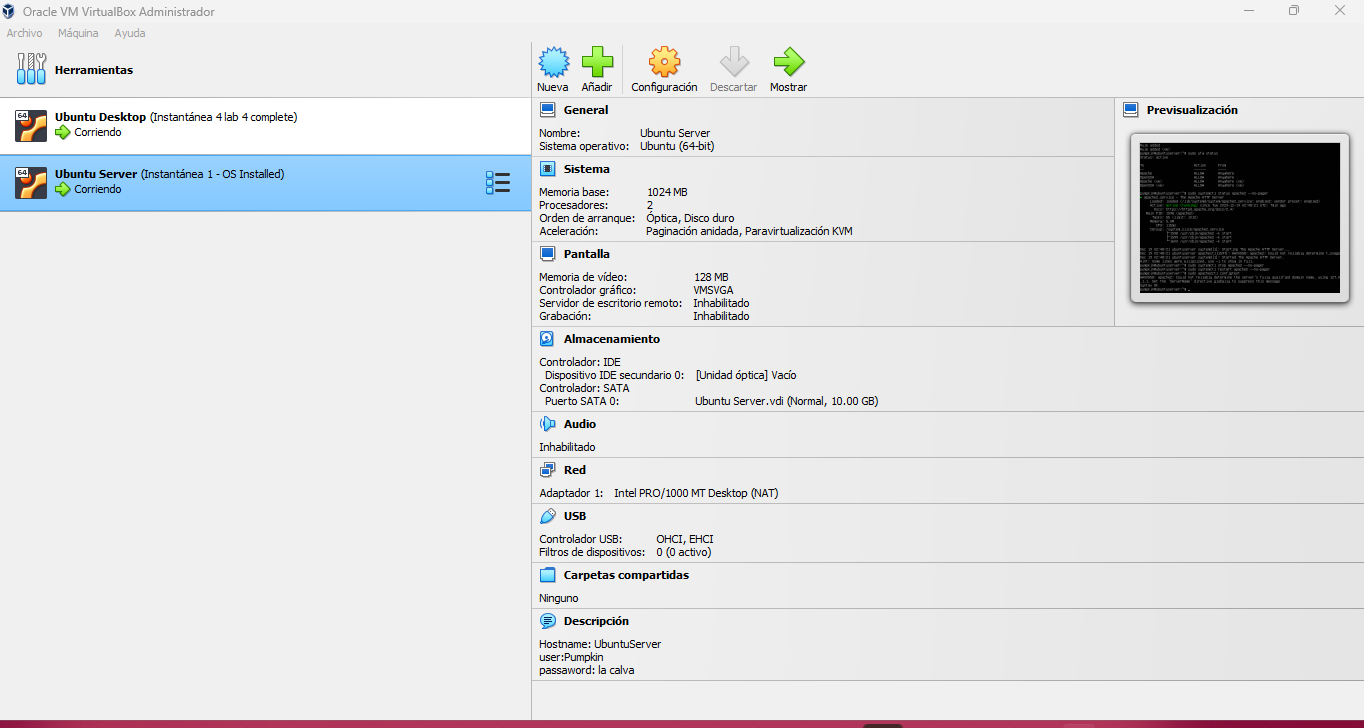 Oracle VM VirtualBox Administrador
Archivo Máquina Ayuda
Herramientas
Nueva Añadir Configuración Descartar Mostrar
64
Ubuntu Desktop (Instantánea 4 lab 4 complete)
Corriendo
64
Ubuntu Server (Instantánea 1 - OS Installed)
Corriendo
General
Nombre: Ubuntu Server
Sistema operativo: Ubuntu (64-bit)
Previsualización
Sistema
Memoria base: 1024 MB
Procesadores: 2
Orden de arranque: Óptica, Disco duro
Aceleración: Paginación anidada, Paravirtualización KVM
Pantalla
Memoria de vídeo: 128 MB
Controlador gráfico: VMSVGA
Servidor de escritorio remoto: Inhabilitado
Grabación: Inhabilitado
Almacenamiento
Controlador: IDE
Dispositivo IDE secundario 0: [Unidad óptica] Vacío
Controlador: SATA
Puerto SATA 0: Ubuntu Server.vdi (Normal, 10.00 GB)
Audio
Inhabilitado
Red
Adaptador 1: Intel PRO/1000 MT Desktop (NAT)
USB
Controlador USB: OHCI, EHCI
Filtros de dispositivos: 0 (0 activo)
Carpetas compartidas
Ninguno
Descripción
Hostname: UbuntuServer
user:Pumpkin
passaword: la calva